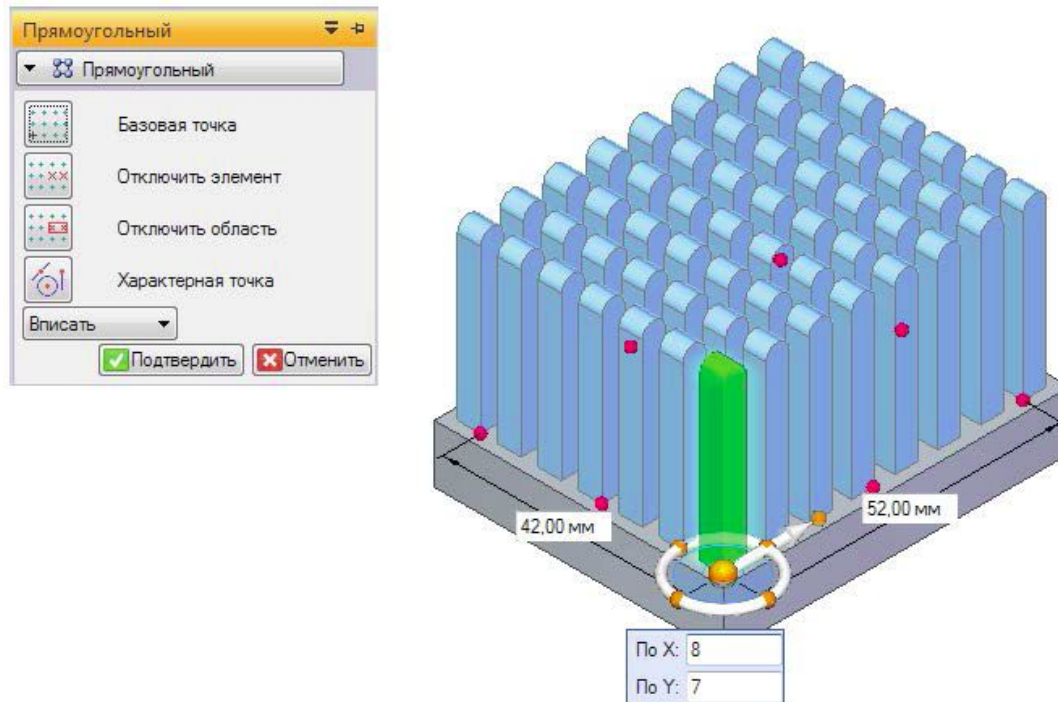 Прямоугольный
Прямоугольный
Базовая точка
Отключить элемент
Отключить область
Характерная точка
Вписать
Подтвердить Отменить
42,00 мм
52,00 мм
По X: 8
По Y: 7